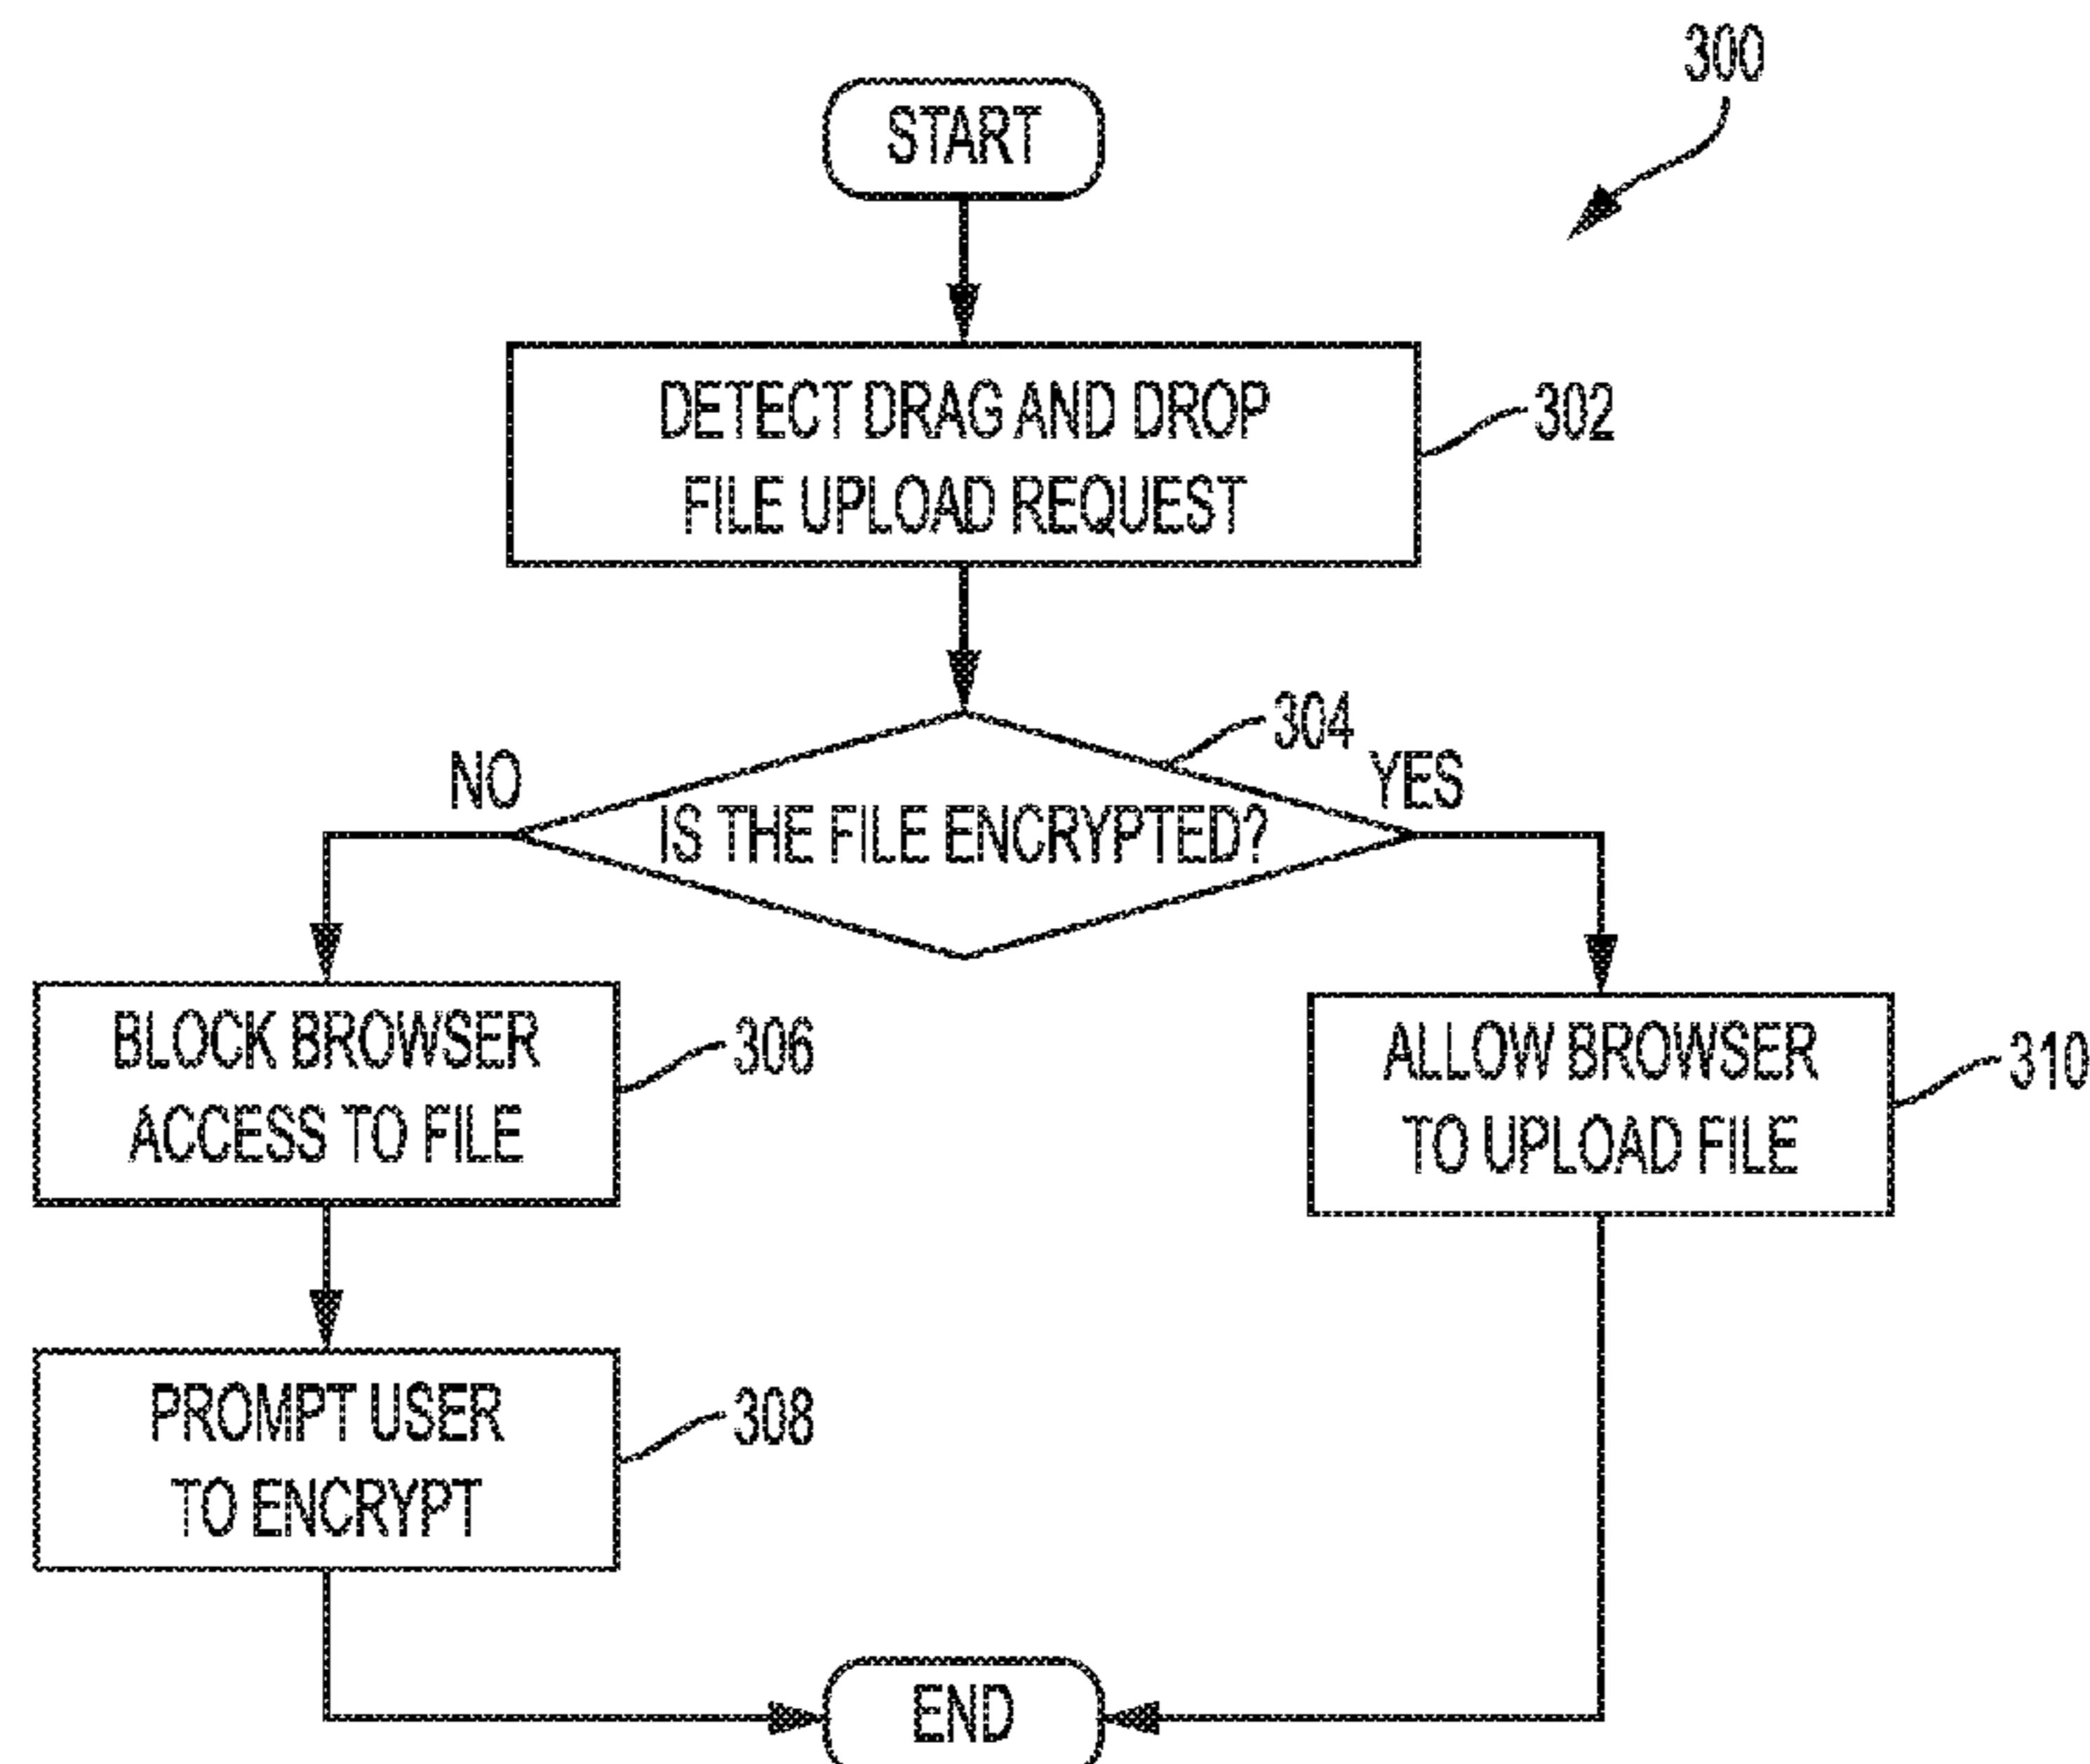 300
START
DETECT DRAG AND DROP
FILE UPLOAD REQUEST
302
304
NO
YES
IS THE FILE ENCRYPTED?
BLOCK BROWSER
ACCESS TO FILE
306
ALLOW BROWSER
TO UPLOAD FILE
310
PROMPT USER
TO ENCRYPT
308
END